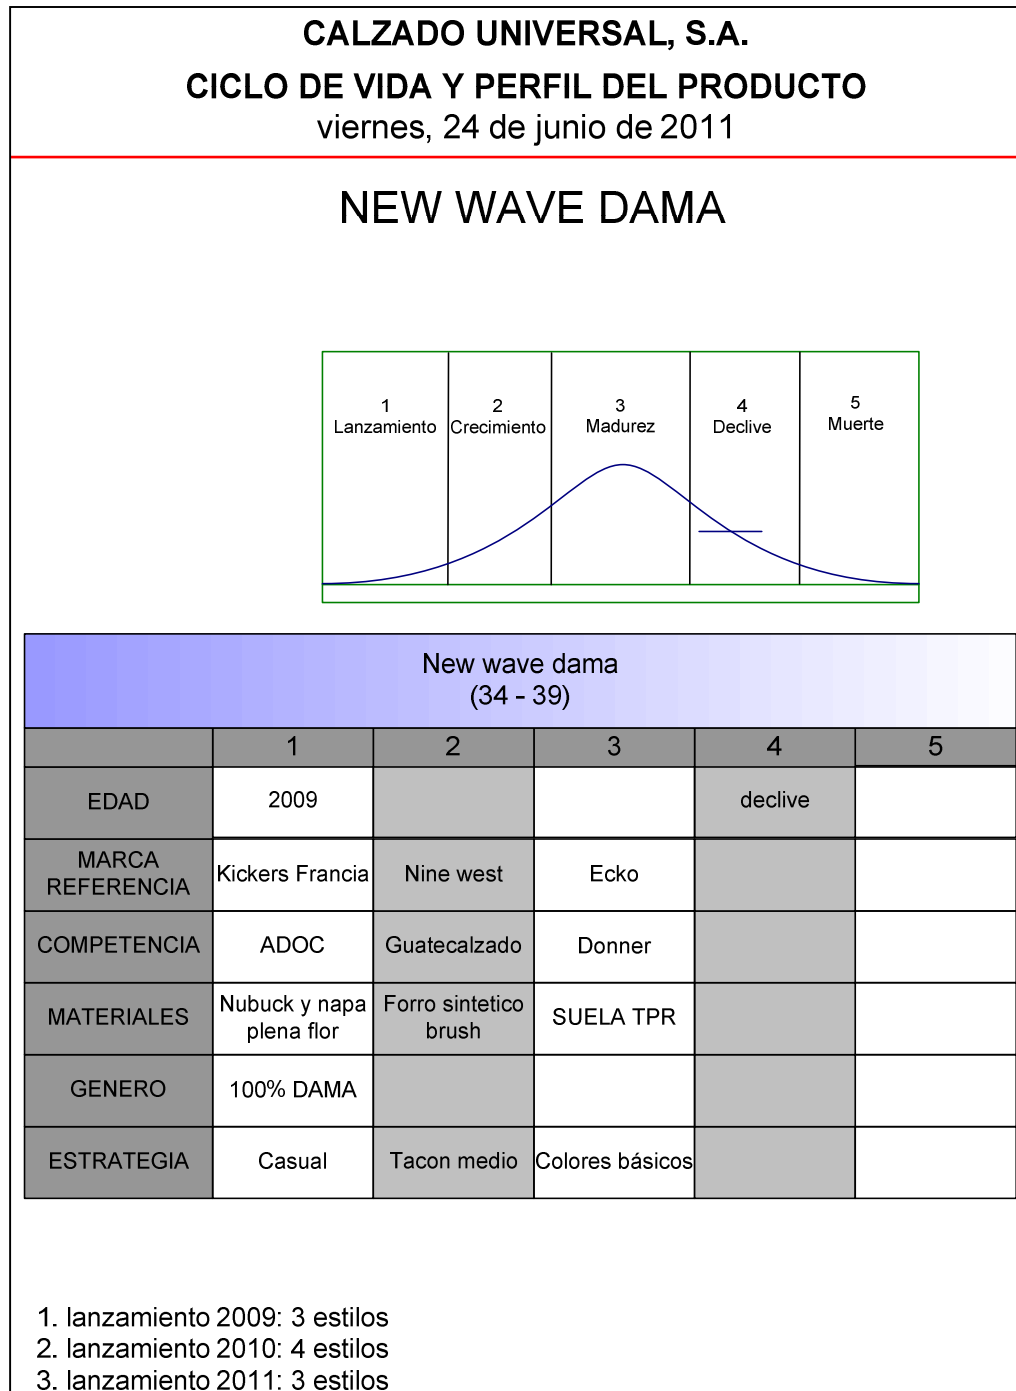 CALZADO UNIVERSAL, S.A.
CICLO DE VIDA Y PERFIL DEL PRODUCTO
viernes, 24 de junio de 2011
NEW WAVE DAMA
1 2 3 4 5
Lanzamiento Crecimiento Madurez Declive Muerte
New wave dama
(34 - 39)
1 2 3 4 5
EDAD 2009 declive
MARCA
REFERENCIA Kickers Francia Nine west Ecko
COMPETENCIA ADOC Guatecalzado Donner
MATERIALES Nubuck y napa
plena flor Forro sintetico
brush SUELA TPR
GENERO 100% DAMA
ESTRATEGIA Casual Tacon medio Colores básicos
1. lanzamiento 2009: 3 estilos
2. lanzamiento 2010: 4 estilos
3. lanzamiento 2011: 3 estilos